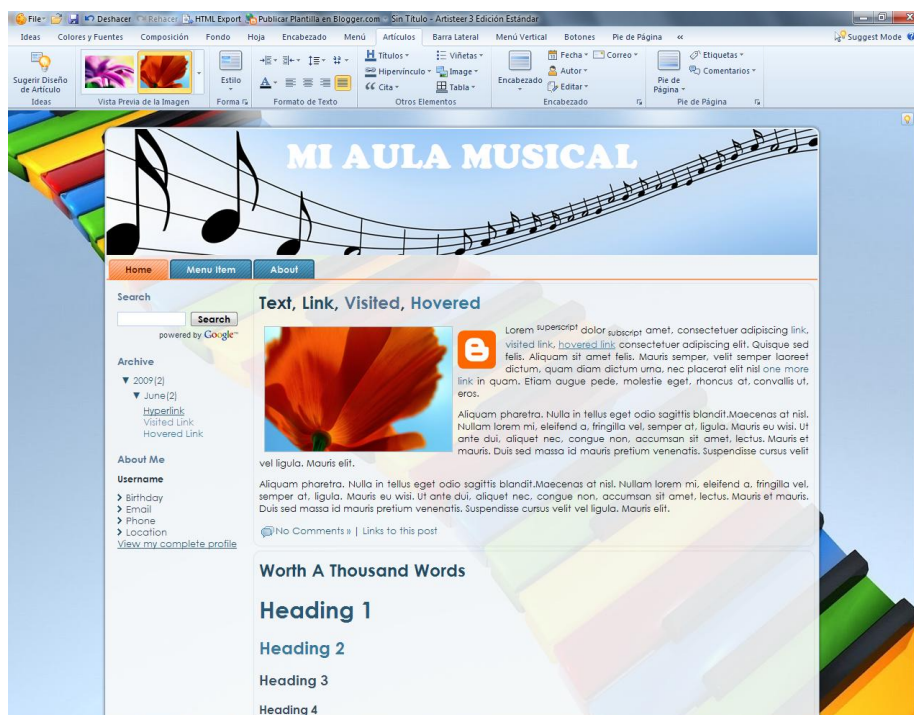 File Deshacer Rehacer HTML Export Publicar Plantilla en Blogger.com Sin Título - Artisteer 3 Edición Estándar
Ideas Colores y Fuentes Composición Fondo Hoja Encabezado Menú Artículos Barra Lateral Menú Vertical Botones Pie de Página « Suggest Mode
Sugerir Diseño de Artículo
Estilo
Títulos Viñetas
Hipervínculo Image
Cita Tabla
Encabezado
Fecha Correo
Autor
Editar
Pie de Página
Etiquetas
Comentarios
Ideas Vista Previa de la Imagen Forma Formato de Texto Otros Elementos Encabezado Pie de Página
MI AULA MUSICAL
Home Menu Item About
Search
Search
powered by Google™
Archive
▼ 2009(2)
▼ June(2)
Hyperlink
Visited Link
Hovered Link
About Me
Username
Birthday
Email
Phone
Location
View my complete profile
Text, Link, Visited, Hovered
Lorem superscript dolor subscript amet, consectetuer adipiscing link,
visited link, hovered link consectetuer adipiscing elit. Quisque sed
felis. Aliquam sit amet felis. Mauris semper, velit semper laoreet
dictum, quam diam dictum urna, nec placerat elit nisl one more
link in quam. Etiam augue pede, molestie eget, rhoncus at, convallis ut,
eros.
Aliquam pharetra. Nulla in tellus eget odio sagittis blandit.Maecenas at nisl.
Nullam lorem mi, eleifend a, fringilla vel, semper at, ligula. Mauris eu wisi. Ut
ante dui, aliquet nec, congue non, accumsan sit amet, lectus. Mauris et
mauris. Duis sed massa id mauris pretium venenatis. Suspendisse cursus velit
vel ligula. Mauris elit.
Aliquam pharetra. Nulla in tellus eget odio sagittis blandit.Maecenas at nisl. Nullam lorem mi, eleifend a, fringilla vel,
semper at, ligula. Mauris eu wisi. Ut ante dui, aliquet nec, congue non, accumsan sit amet, lectus. Mauris et mauris.
Duis sed massa id mauris pretium venenatis. Suspendisse cursus velit vel ligula. Mauris elit.
No Comments » | Links to this post
Worth A Thousand Words
Heading 1
Heading 2
Heading 3
Heading 4